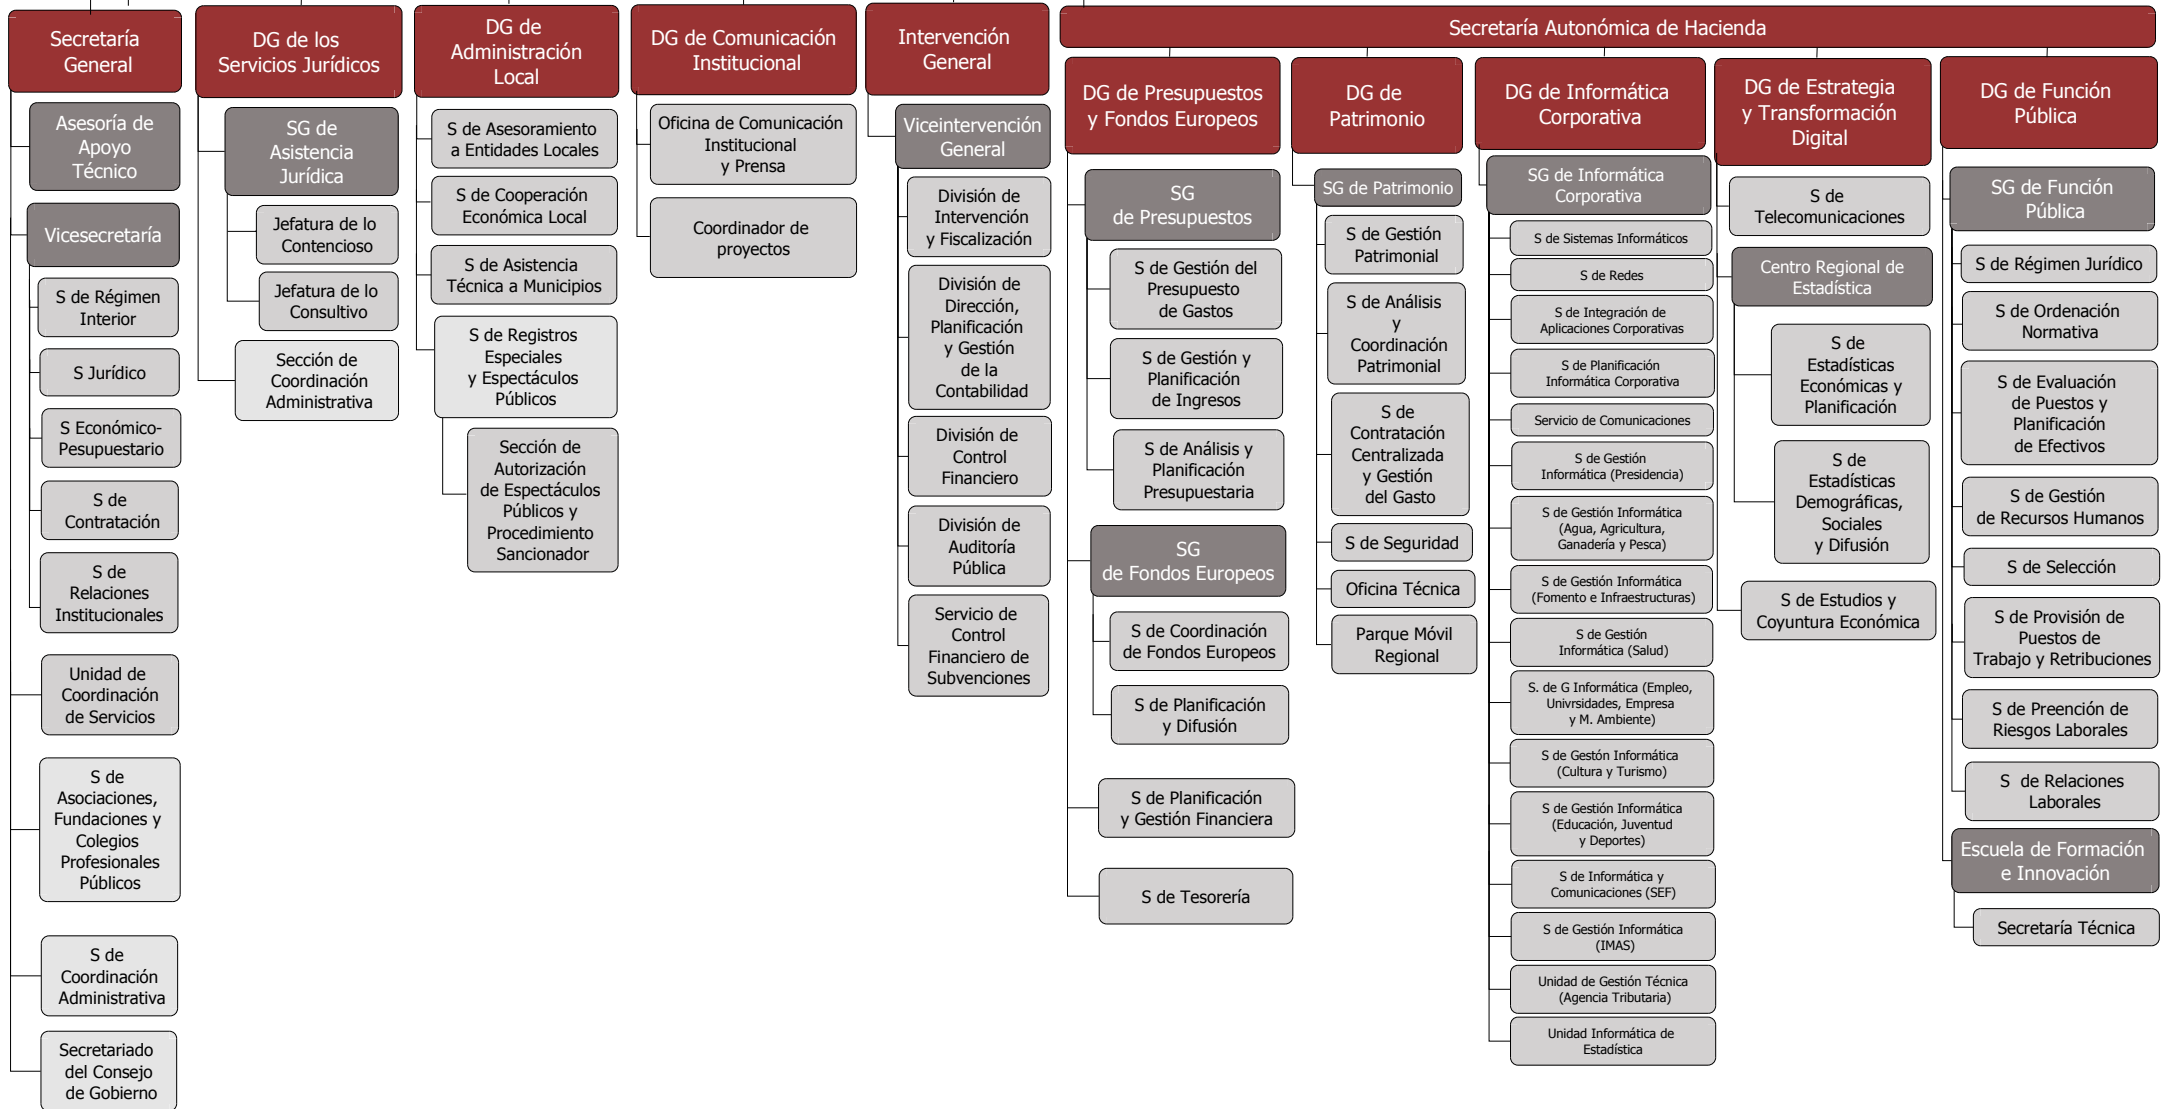 Secretaría
General
Asesoría de
Apoyo
Técnico
Vicesecretaría
S de Régimen
Interior
S Jurídico
S Económico-
Pesupuestario
S de
Contratación
S de
Relaciones
Institucionales
Unidad de
Coordinación
de Servicios
S de
Asociaciones,
Fundaciones y
Colegios
Profesionales
Públicos
S de
Coordinación
Administrativa
Secretariado
del Consejo
de Gobierno
DG de los
Servicios Jurídicos
SG de
Asistencia
Jurídica
Jefatura de lo
Contencioso
Jefatura de lo
Consultivo
Sección de
Coordinación
Administrativa
DG de
Administración
Local
S de Asesoramiento
a Entidades Locales
S de Cooperación
Económica Local
S de Asistencia
Técnica a Municipios
S de Registros
Especiales
y Espectáculos
Públicos
Sección de
Autorización
de Espectáculos
Públicos y
Procedimiento
Sancionador
DG de Comunicación
Institucional
Oficina de Comunicación
Institucional
y Prensa
Coordinador de
proyectos
Intervención
General
Viceintervención
General
División de
Intervención
y Fiscalización
División de
Dirección,
Planificación
y Gestión
de la
Contabilidad
División de
Control
Financiero
División de
Auditoría
Pública
Servicio de
Control
Financiero de
Subvenciones
Secretaría Autonómica de Hacienda
DG de Presupuestos
y Fondos Europeos
SG
de Presupuestos
S de Gestión del
Presupuesto
de Gastos
S de Gestión y
Planificación
de Ingresos
S de Análisis y
Planificación
Presupuestaria
SG
de Fondos Europeos
S de Coordinación
de Fondos Europeos
S de Planificación
y Difusión
S de Planificación
y Gestión Financiera
S de Tesorería
DG de
Patrimonio
SG de Patrimonio
S de Gestión
Patrimonial
S de Análisis
y
Coordinación
Patrimonial
S de
Contratación
Centralizada
y Gestión
del Gasto
S de Seguridad
Oficina Técnica
Parque Móvil
Regional
DG de Informática
Corporativa
SG de Informática
Corporativa
S de Sistemas Informáticos
S de Redes
S de Integración de
Aplicaciones Corporativas
S de Planificación
Informática Corporativa
Servicio de Comunicaciones
S de Gestión
Informática (Presidencia)
S de Gestión Informática
(Agua, Agricultura,
Ganadería y Pesca)
S de Gestión Informática
(Fomento e Infraestructuras)
S de Gestión
Informática (Salud)
S. de G Informática (Empleo,
Univrsidades, Empresa
y M. Ambiente)
S de Gestón Informática
(Cultura y Turismo)
S de Gestión Informática
(Educación, Juventud
y Deportes)
S de Informática y
Comunicaciones (SEF)
S de Gestión Informática
(IMAS)
Unidad de Gestión Técnica
(Agencia Tributaria)
Unidad Informática de
Estadística
DG de Estrategia
y Transformación
Digital
S de
Telecomunicaciones
Centro Regional de
Estadística
S de
Estadísticas
Económicas y
Planificación
S de
Estadísticas
Demográficas,
Sociales
y Difusión
S de Estudios y
Coyuntura Económica
DG de Función
Pública
SG de Función
Pública
S de Régimen Jurídico
S de Ordenación
Normativa
S de Evaluación
de Puestos y
Planificación
de Efectivos
S de Gestión
de Recursos Humanos
S de Selección
S de Provisión de
Puestos de
Trabajo y Retribuciones
S de Preención de
Riesgos Laborales
S de Relaciones
Laborales
Escuela de Formación
e Innovación
Secretaría Técnica